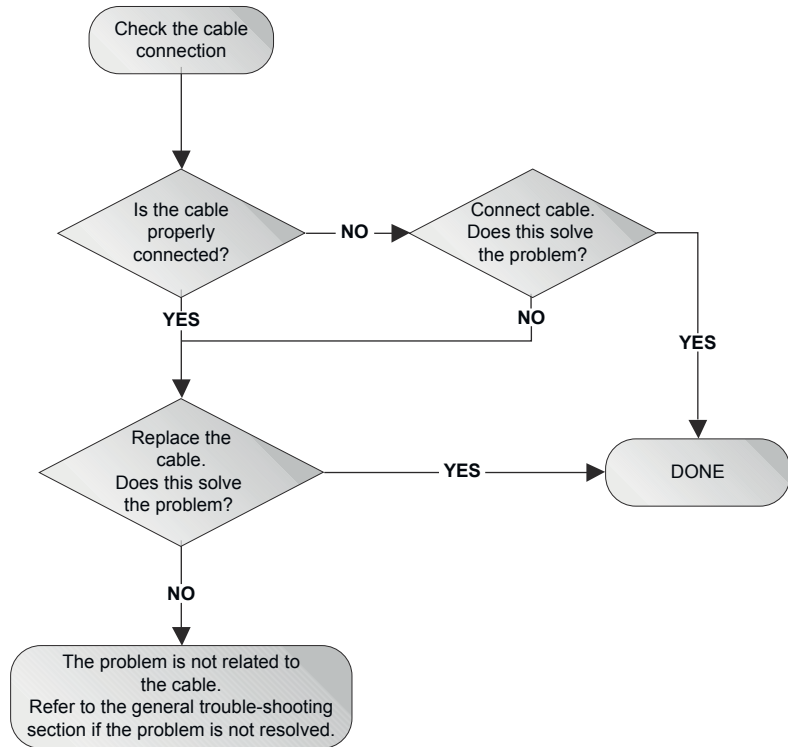 Check the cable
connection
Is the cable
properly
connected?
NO
Connect cable.
Does this solve
the problem?
YES
NO
YES
Replace the
cable.
Does this solve
the problem?
YES
DONE
NO
The problem is not related to
the cable.
Refer to the general trouble-shooting
section if the problem is not resolved.